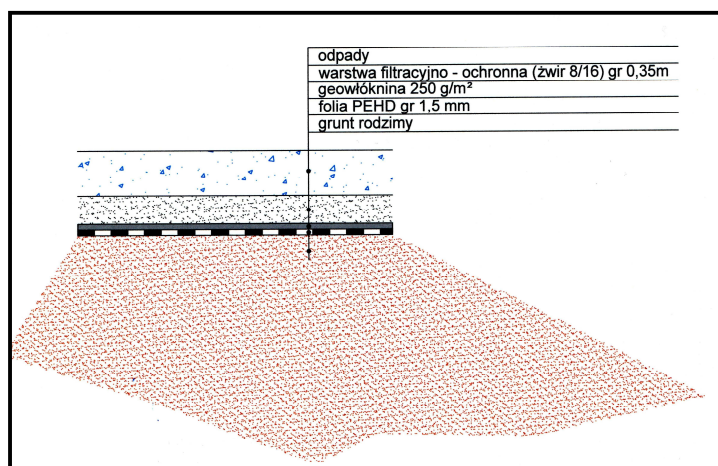 odpady
warstwa filtracyjno - ochronna (żwir 8/16) gr 0,35m
geowłóknina 250 g/m²
folia PEHD gr 1,5 mm
grunt rodzimy